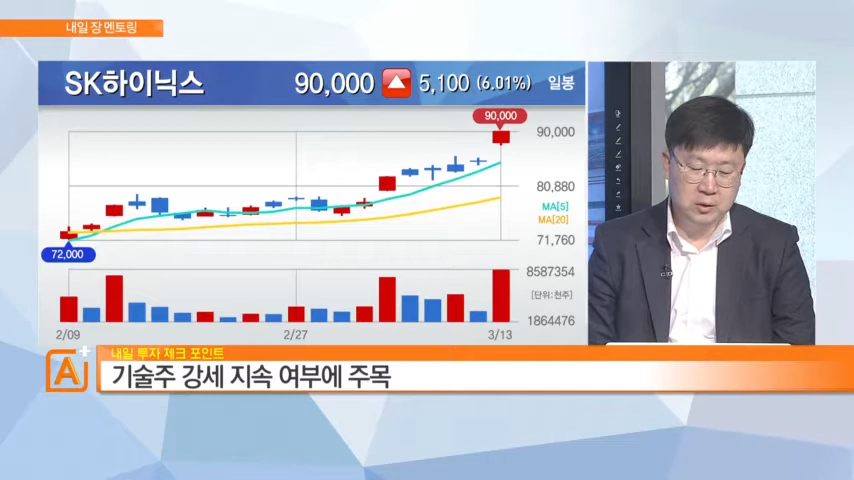 내일 장 멘토링
SK하이닉스 90,000 5,100 (6.01%) 일봉
90,000
90,000
80,880
MA[5]
MA[20]
71,760
72,000
8587354
[단위:천주]
1864476
2/09 2/27 3/13
A+
내일 투자 체크 포인트
기술주 강세 지속 여부에 주목